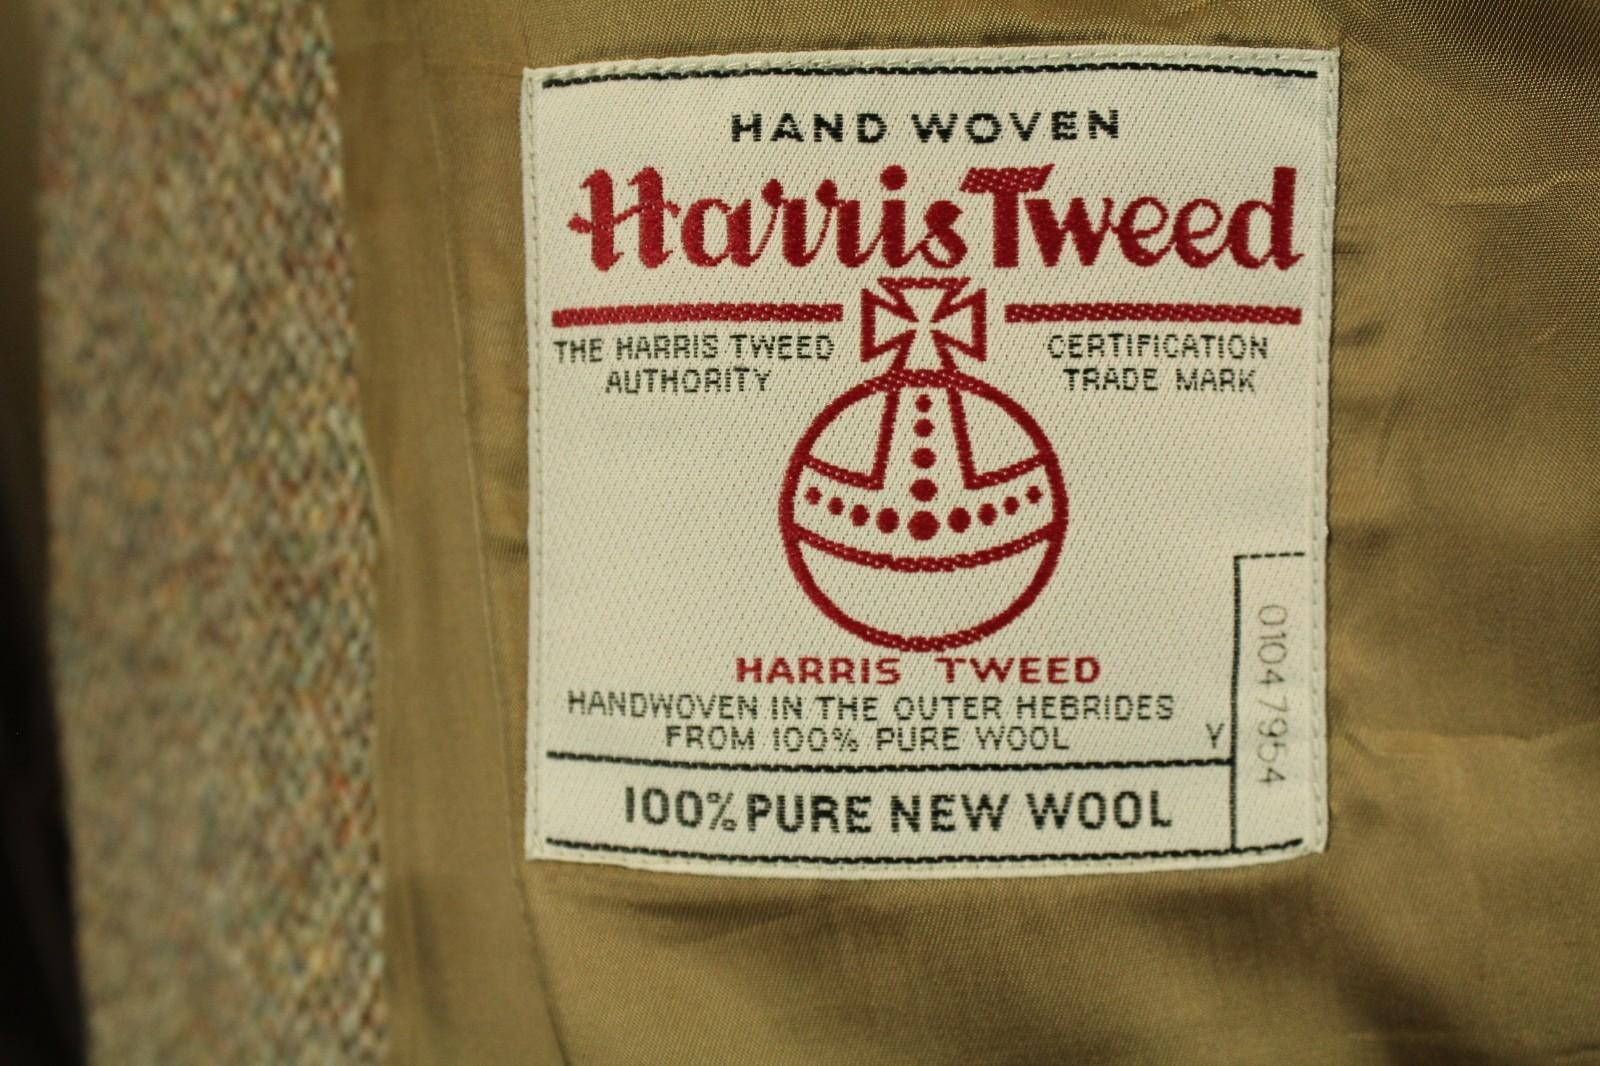 HAND WOVEN
Harris Tweed
THE HARRIS TWEED
AUTHORITY
CERTIFICATION
TRADE MARK
HARRIS TWEED
HANDWOVEN IN THE OUTER HEBRIDES
FROM 100% PURE WOOL
Y
01047954
100% PURE NEW WOOL